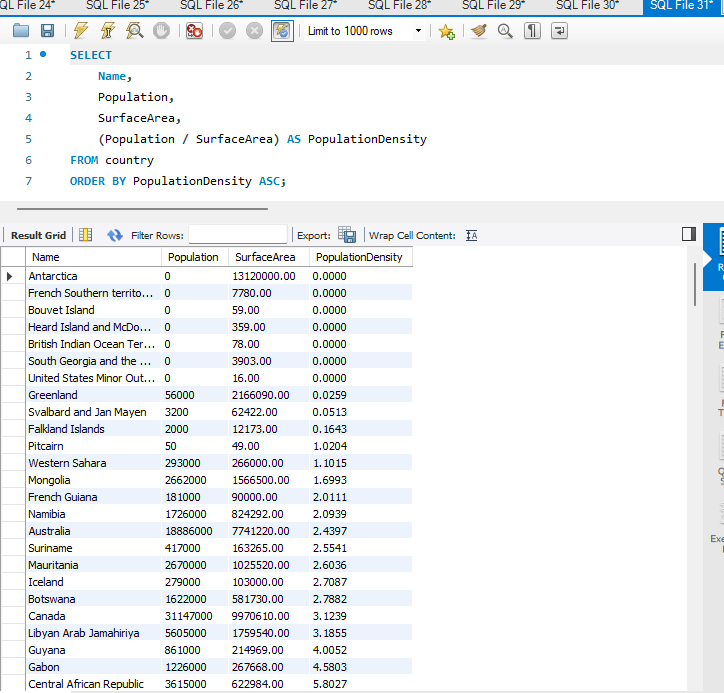 QL File 24* SQL File 25* SQL File 26* SQL File 27* SQL File 28* SQL File 29* SQL File 30* SQL File 31*
Limit to 1000 rows
1 SELECT
2 Name,
3 Population,
4 SurfaceArea,
5 (Population / SurfaceArea) AS PopulationDensity
6 FROM country
7 ORDER BY PopulationDensity ASC;
Result Grid Filter Rows: Export: Wrap Cell Content:
Name Population SurfaceArea PopulationDensity
Antarctica 0 13120000.00 0.0000
French Southern territo... 0 7780.00 0.0000
Bouvet Island 0 59.00 0.0000
Heard Island and McDo... 0 359.00 0.0000
British Indian Ocean Ter... 0 78.00 0.0000
South Georgia and the ... 0 3903.00 0.0000
United States Minor Out... 0 16.00 0.0000
Greenland 56000 2166090.00 0.0259
Svalbard and Jan Mayen 3200 62422.00 0.0513
Falkland Islands 2000 12173.00 0.1643
Pitcairn 50 49.00 1.0204
Western Sahara 293000 266000.00 1.1015
Mongolia 2662000 1566500.00 1.6993
French Guiana 181000 90000.00 2.0111
Namibia 1726000 824292.00 2.0939
Australia 18886000 7741220.00 2.4397
Suriname 417000 163265.00 2.5541
Mauritania 2670000 1025520.00 2.6036
Iceland 279000 103000.00 2.7087
Botswana 1622000 581730.00 2.7882
Canada 31147000 9970610.00 3.1239
Libyan Arab Jamahiriya 5605000 1759540.00 3.1855
Guyana 861000 214969.00 4.0052
Gabon 1226000 267668.00 4.5803
Central African Republic 3615000 622984.00 5.8027